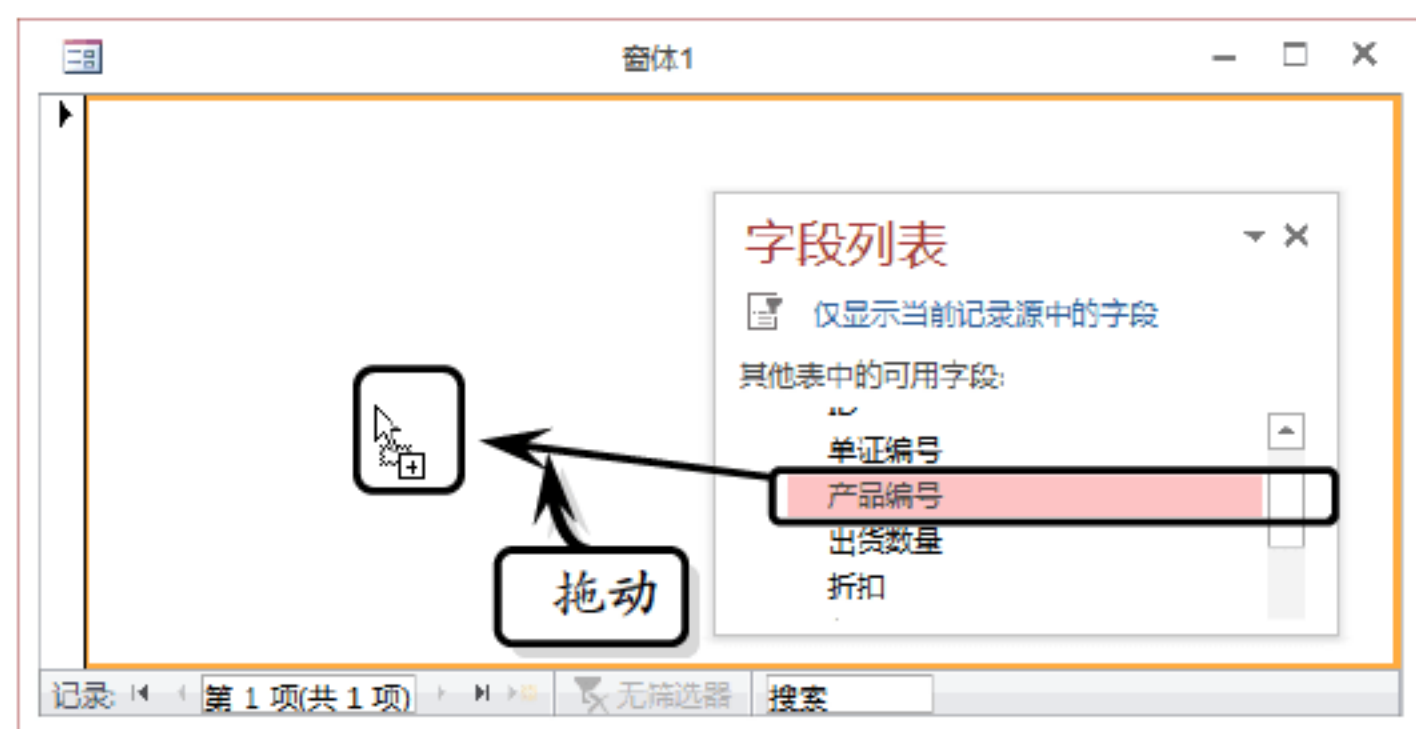 窗体1
字段列表
仅显示当前记录源中的字段
其他表中的可用字段:
单证编号
产品编号
出货数量
折扣
拖动
记录: 第 1 项(共 1 项) 无筛选器 搜索